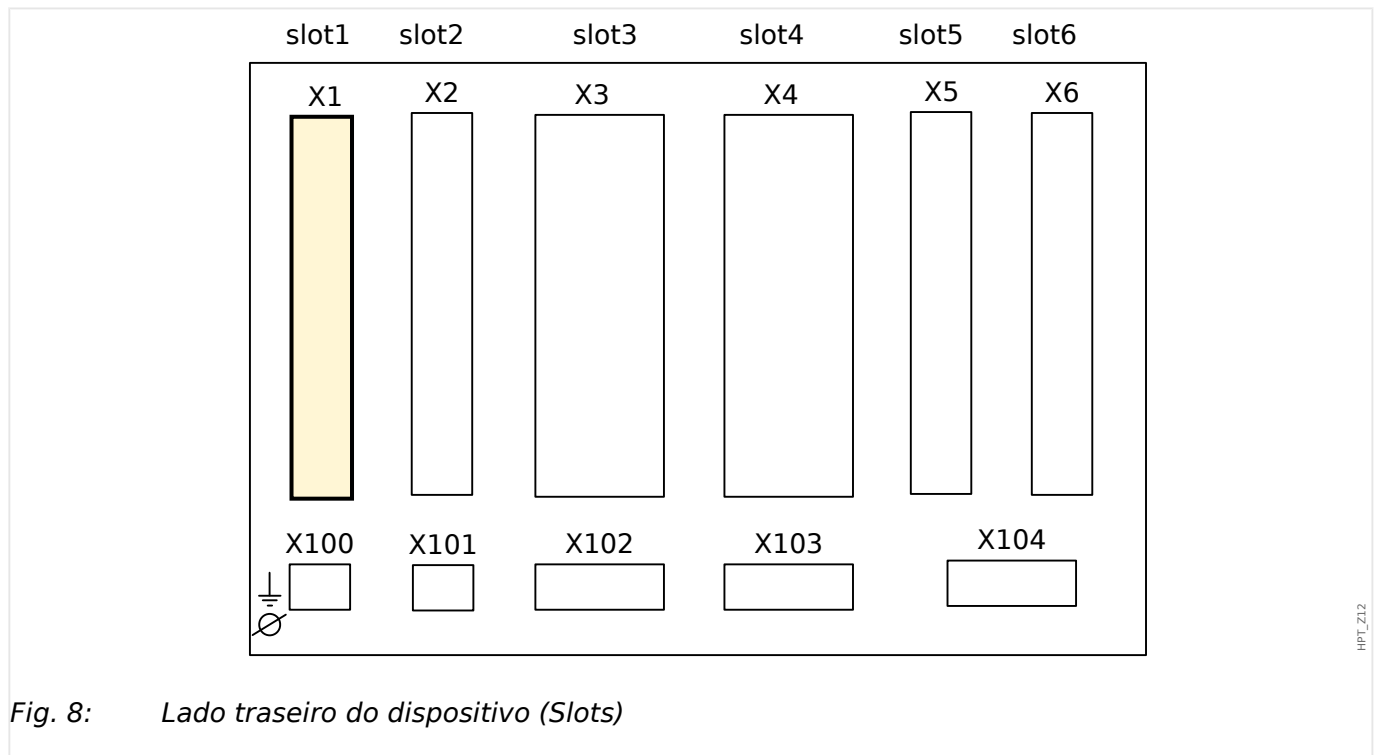 slot1 slot2 slot3 slot4 slot5 slot6
X1 X2 X3 X4 X5 X6
X100 X101 X102 X103 X104
HPT_Z12
Fig. 8: Lado traseiro do dispositivo (Slots)